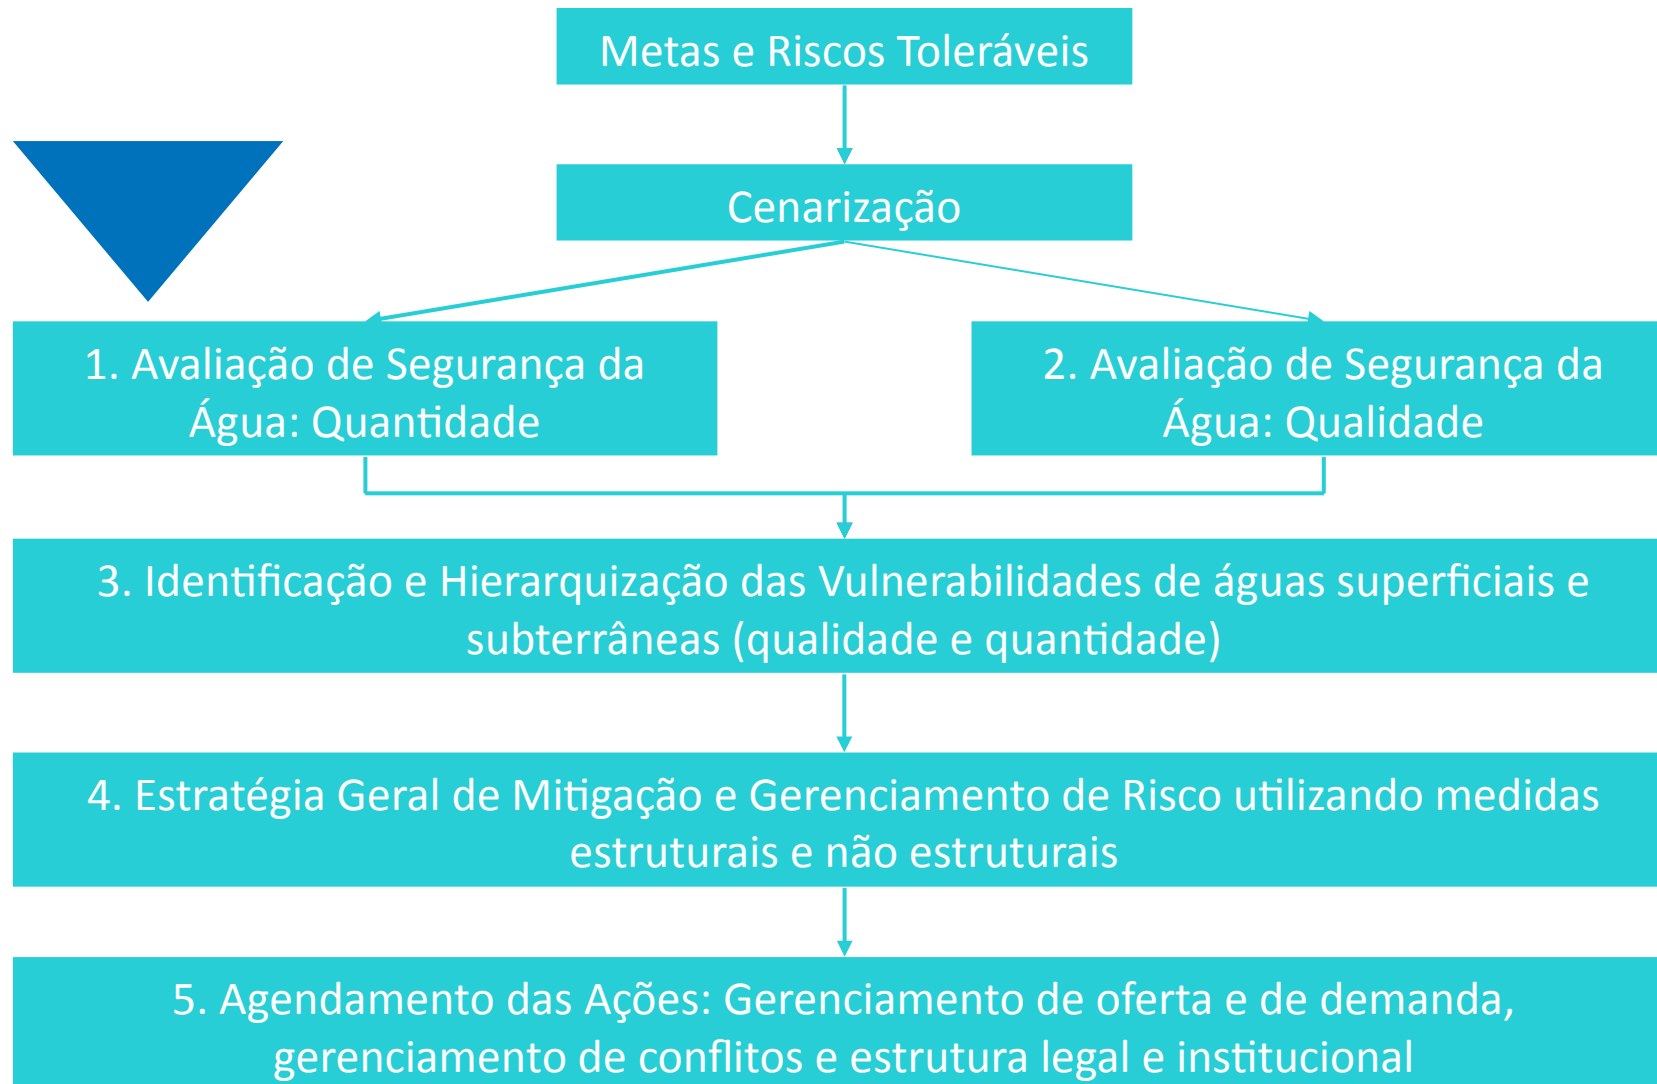 Metas e Riscos Toleráveis
Cenarização
1. Avaliação de Segurança da
Água: Quantidade
2. Avaliação de Segurança da
Água: Qualidade
3. Identificação e Hierarquização das Vulnerabilidades de águas superficiais e
subterrâneas (qualidade e quantidade)
4. Estratégia Geral de Mitigação e Gerenciamento de Risco utilizando medidas
estruturais e não estruturais
5. Agendamento das Ações: Gerenciamento de oferta e de demanda,
gerenciamento de conflitos e estrutura legal e institucional